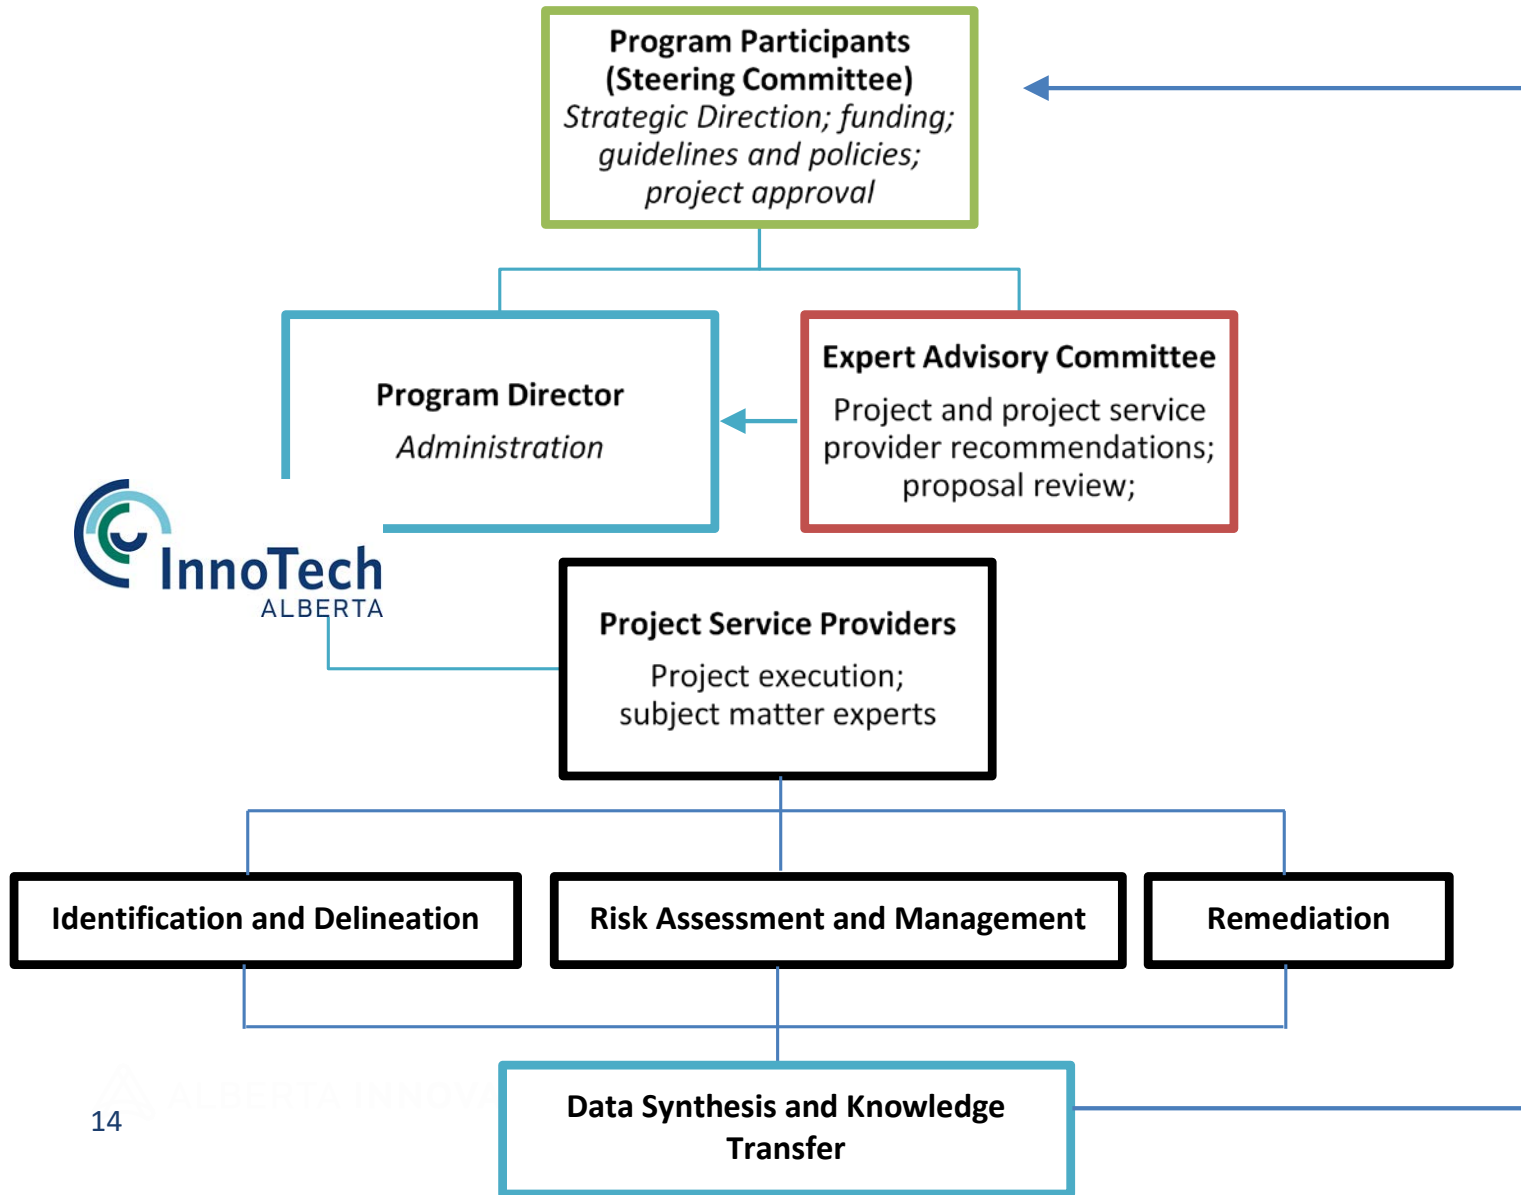 Program Participants
(Steering Committee)
Strategic Direction; funding;
guidelines and policies;
project approval
Program Director
Administration
Expert Advisory Committee
Project and project service
provider recommendations;
proposal review;
InnoTech
ALBERTA
Project Service Providers
Project execution;
subject matter experts
Identification and Delineation
Risk Assessment and Management
Remediation
ALBERTA INNOVA
Data Synthesis and Knowledge
Transfer
14